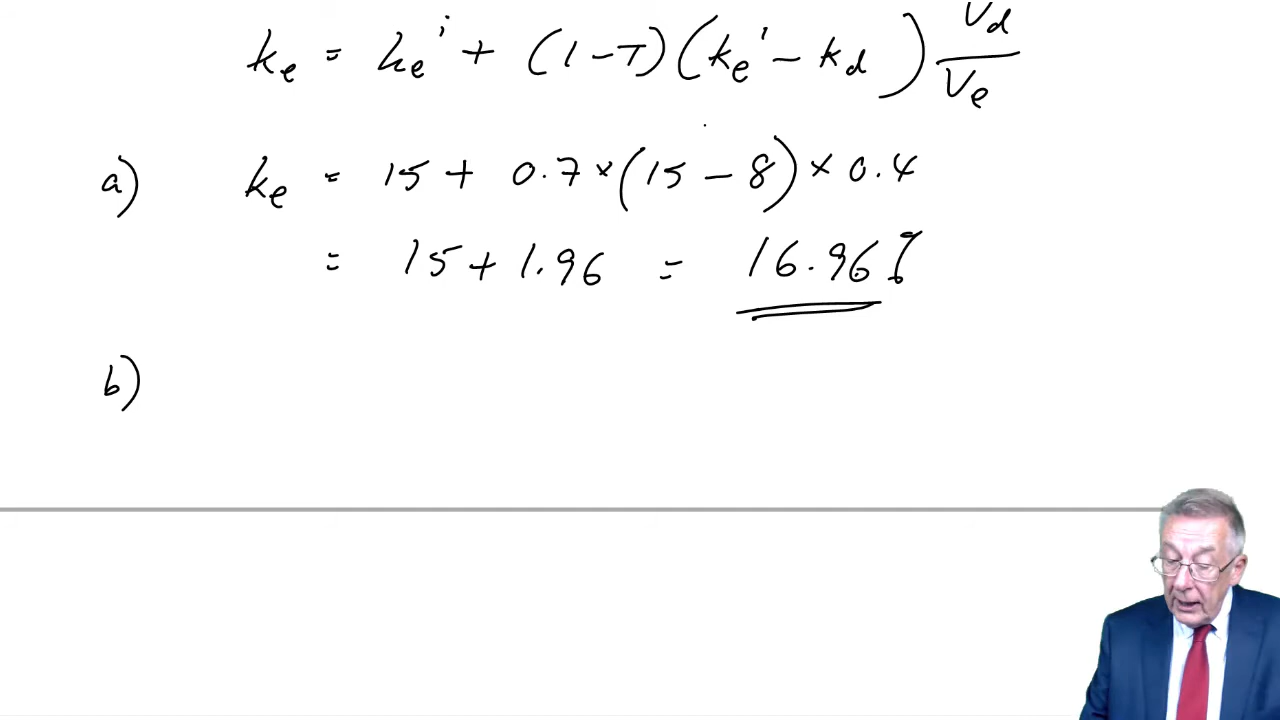 ke = ke^i + (1-T)(ke^i - kd) Vd/Ve
a) ke = 15 + 0.7 × (15 - 8) × 0.4
= 15 + 1.96 = 16.96%
b)